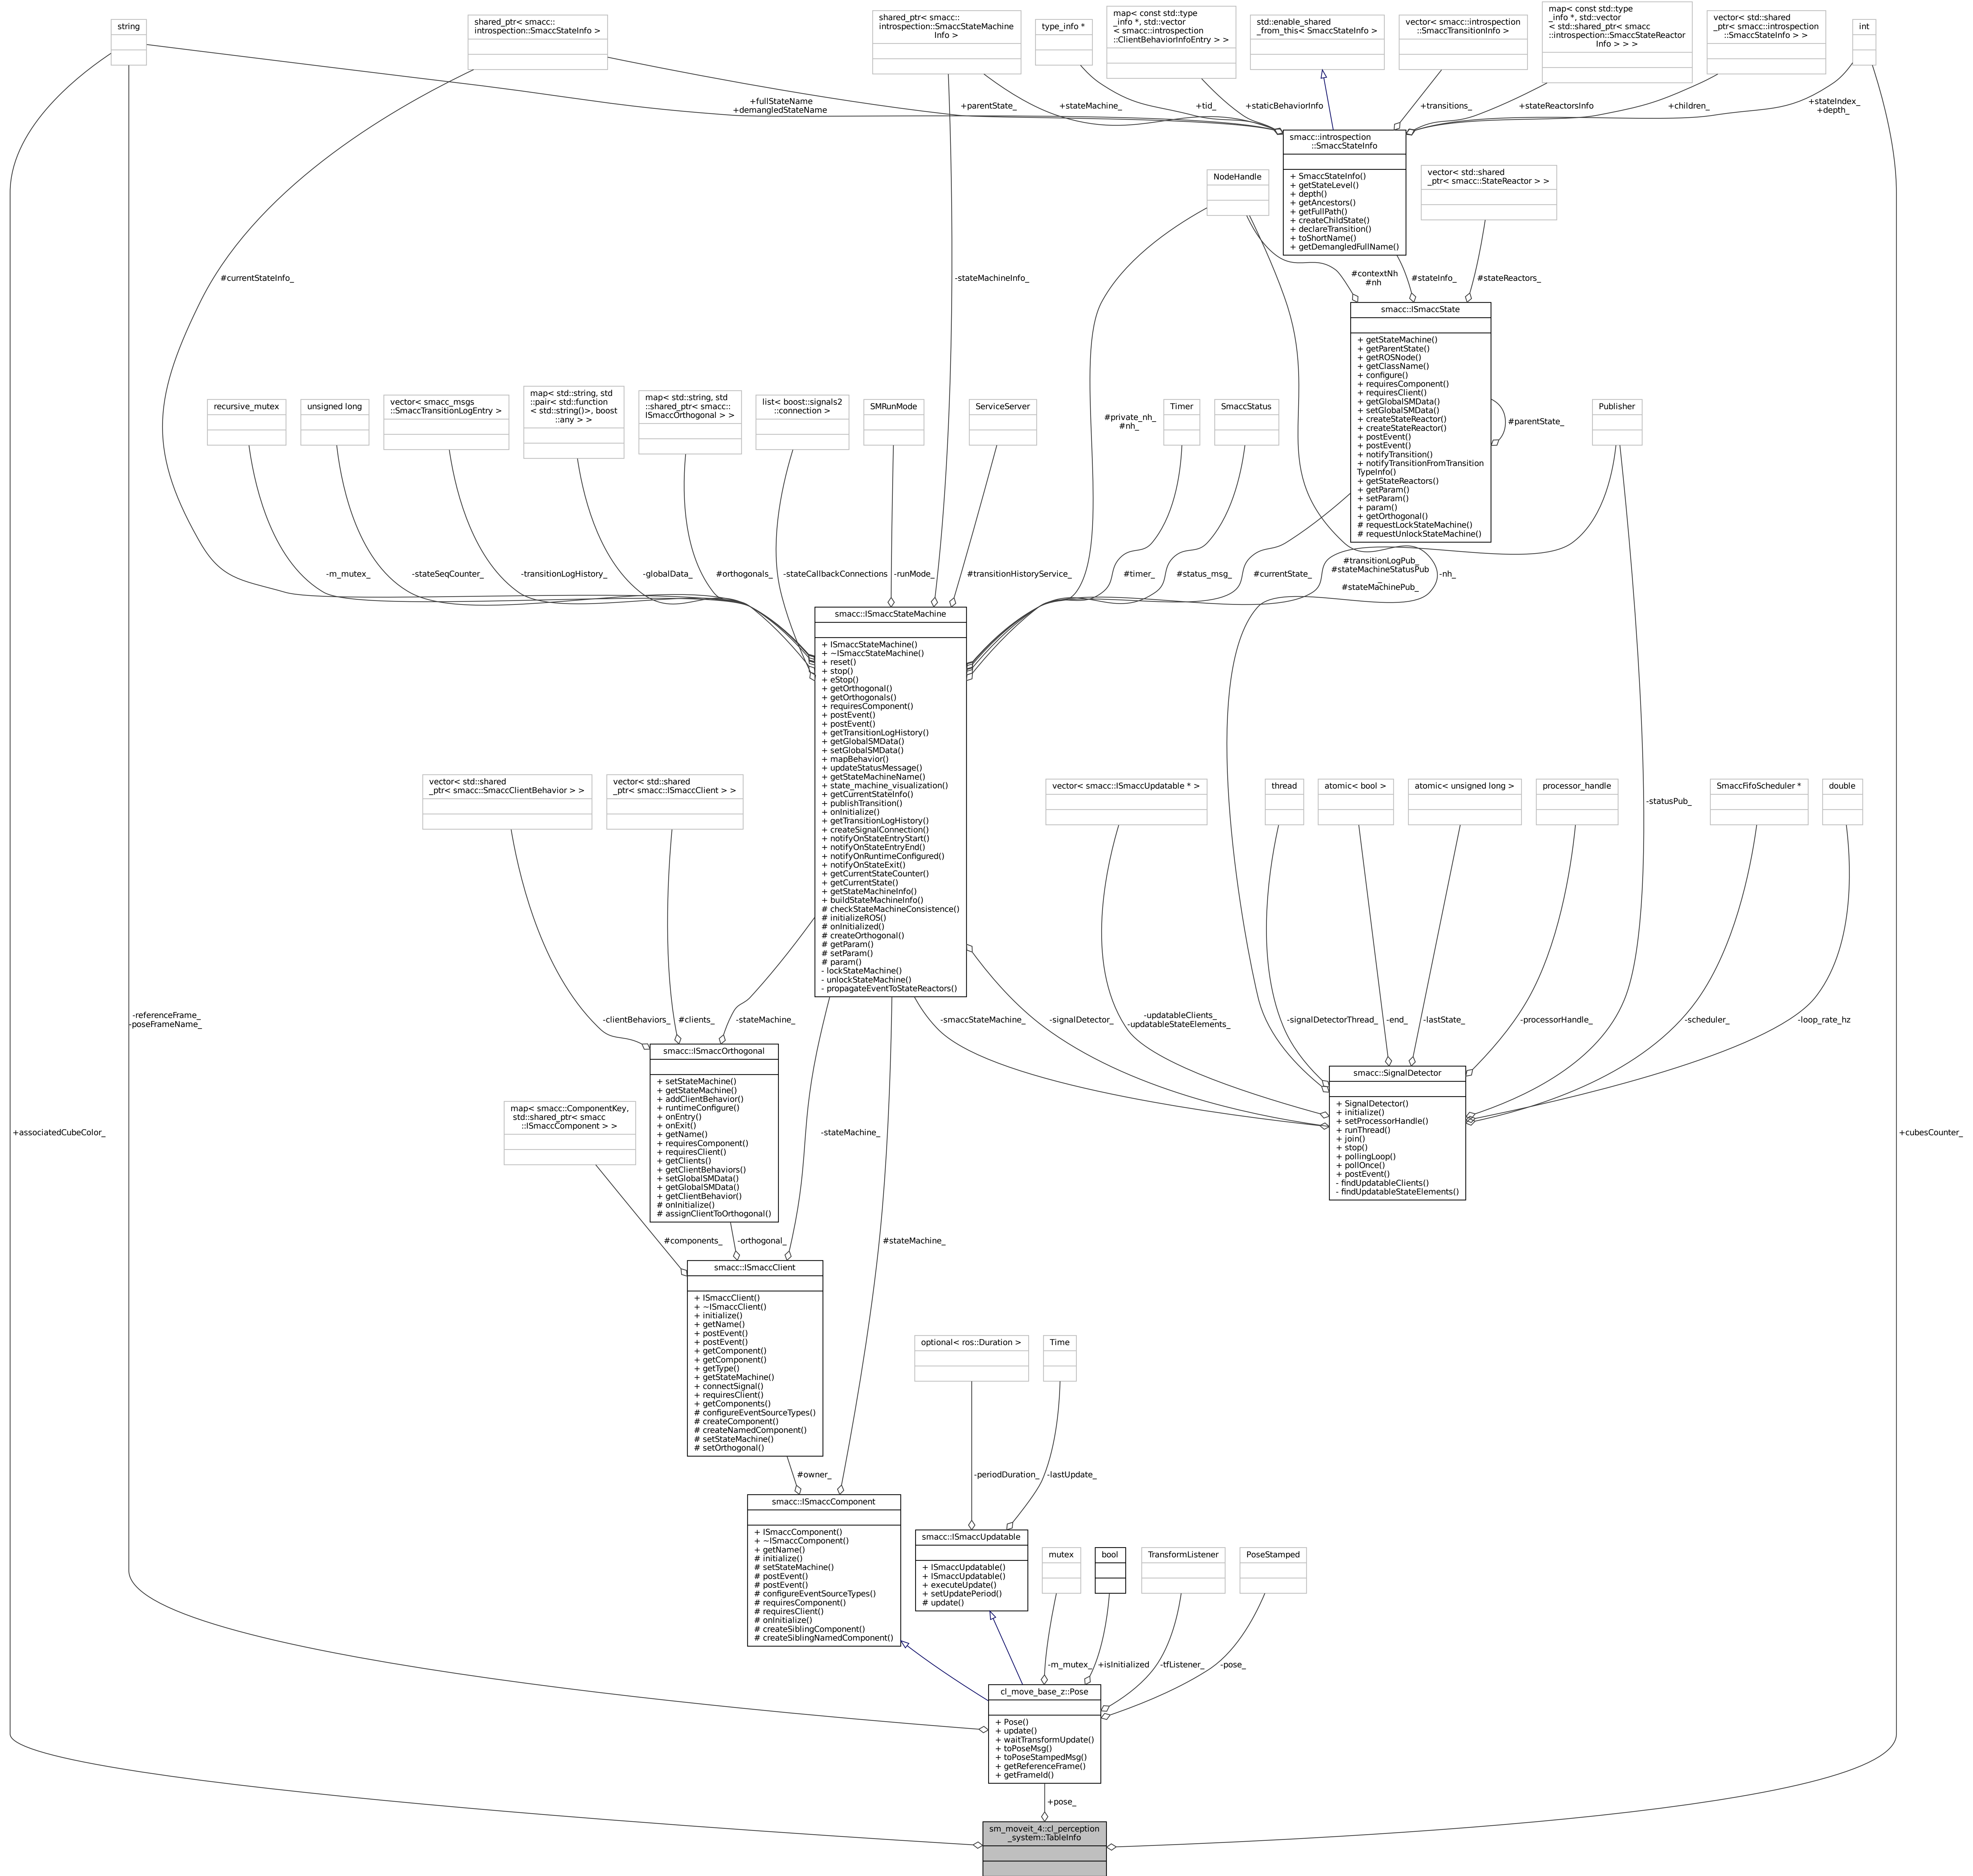 string
shared_ptr< smacc::
introspection::SmaccStateInfo >
shared_ptr< smacc::
introspection::SmaccStateMachine
Info >
type_info *
map< const std::type
_info *, std::vector
< smacc::introspection
::ClientBehaviorInfoEntry > >
std::enable_shared
_from_this< SmaccStateInfo >
vector< smacc::introspection
::SmaccTransitionInfo >
map< const std::type
_info *, std::vector
< std::shared_ptr< smacc
::introspection::SmaccStateReactor
Info > > >
vector< std::shared
_ptr< smacc::introspection
::SmaccStateInfo > >
int
+fullStateName
+demangledStateName
+parentState_
+stateMachine_
+tid_
+staticBehaviorInfo
+transitions_
+stateReactorsInfo
+children_
+stateIndex_
+depth_
smacc::introspection
::SmaccStateInfo
+ SmaccStateInfo()
+ getStateLevel()
+ depth()
+ getAncestors()
+ getFullPath()
+ createChildState()
+ declareTransition()
+ toShortName()
+ getDemangledFullName()
NodeHandle
vector< std::shared
_ptr< smacc::StateReactor > >
#currentStateInfo_
-stateMachineInfo_
#contextNh
#nh
#stateInfo_
#stateReactors_
smacc::ISmaccState
+ getStateMachine()
+ getParentState()
+ getROSNode()
+ getClassName()
+ configure()
+ requiresComponent()
+ requiresClient()
+ getGlobalSMData()
+ setGlobalSMData()
+ createStateReactor()
+ createStateReactor()
+ postEvent()
+ postEvent()
+ notifyTransition()
+ notifyTransitionFromTransition
TypeInfo()
+ getStateReactors()
+ getParam()
+ setParam()
+ param()
+ getOrthogonal()
# requestLockStateMachine()
# requestUnlockStateMachine()
#parentState_
recursive_mutex
unsigned long
vector< smacc_msgs
::SmaccTransitionLogEntry >
map< std::string, std
::pair< std::function
< std::string()>, boost
::any > >
map< std::string, std
::shared_ptr< smacc::
ISmaccOrthogonal > >
list< boost::signals2
::connection >
SMRunMode
ServiceServer
#private_nh_
#nh_
Timer
SmaccStatus
Publisher
-m_mutex_
-stateSeqCounter_
-transitionLogHistory_
-globalData_
#orthogonals_
-stateCallbackConnections
-runMode_
#transitionHistoryService_
#timer_
#status_msg_
#currentState_
#transitionLogPub_
#stateMachineStatusPub
_
#stateMachinePub_
-nh_
smacc::ISmaccStateMachine
+ ISmaccStateMachine()
+ ~ISmaccStateMachine()
+ reset()
+ stop()
+ eStop()
+ getOrthogonal()
+ getOrthogonals()
+ requiresComponent()
+ postEvent()
+ postEvent()
+ getTransitionLogHistory()
+ getGlobalSMData()
+ setGlobalSMData()
+ mapBehavior()
+ updateStatusMessage()
+ getStateMachineName()
+ state_machine_visualization()
+ getCurrentStateInfo()
+ publishTransition()
+ onInitialize()
+ getTransitionLogHistory()
+ createSignalConnection()
+ notifyOnStateEntryStart()
+ notifyOnStateEntryEnd()
+ notifyOnRuntimeConfigured()
+ notifyOnStateExit()
+ getCurrentStateCounter()
+ getCurrentState()
+ getStateMachineInfo()
+ buildStateMachineInfo()
# checkStateMachineConsistence()
# initializeROS()
# onInitialized()
# createOrthogonal()
# getParam()
# setParam()
# param()
- lockStateMachine()
- unlockStateMachine()
- propagateEventToStateReactors()
vector< std::shared
_ptr< smacc::SmaccClientBehavior > >
vector< std::shared
_ptr< smacc::ISmaccClient > >
vector< smacc::ISmaccUpdatable * >
thread
atomic< bool >
atomic< unsigned long >
processor_handle
-statusPub_
SmaccFifoScheduler *
double
-referenceFrame_
-poseFrameName_
-clientBehaviors_
#clients_
-stateMachine_
-smaccStateMachine_
-signalDetector_
-updatableClients_
-updatableStateElements_
-signalDetectorThread_
-end_
-lastState_
-processorHandle_
-scheduler_
-loop_rate_hz
smacc::ISmaccOrthogonal
+ setStateMachine()
+ getStateMachine()
+ addClientBehavior()
+ runtimeConfigure()
+ onEntry()
+ onExit()
+ getName()
+ requiresComponent()
+ requiresClient()
+ getClients()
+ getClientBehaviors()
+ setGlobalSMData()
+ getGlobalSMData()
+ getClientBehavior()
# onInitialize()
# assignClientToOrthogonal()
smacc::SignalDetector
+ SignalDetector()
+ initialize()
+ setProcessorHandle()
+ runThread()
+ join()
+ stop()
+ pollingLoop()
+ pollOnce()
+ postEvent()
- findUpdatableClients()
- findUpdatableStateElements()
map< smacc::ComponentKey,
std::shared_ptr< smacc
::ISmaccComponent > >
+associatedCubeColor_
-stateMachine_
+cubesCounter_
#components_
-orthogonal_
#stateMachine_
smacc::ISmaccClient
+ ISmaccClient()
+ ~ISmaccClient()
+ initialize()
+ getName()
+ postEvent()
+ postEvent()
+ getComponent()
+ getComponent()
+ getType()
+ getStateMachine()
+ connectSignal()
+ requiresClient()
+ getComponents()
# configureEventSourceTypes()
# createComponent()
# createNamedComponent()
# setStateMachine()
# setOrthogonal()
optional< ros::Duration >
Time
#owner_
-periodDuration_
-lastUpdate_
smacc::ISmaccComponent
+ ISmaccComponent()
+ ~ISmaccComponent()
+ getName()
# initialize()
# setStateMachine()
# postEvent()
# postEvent()
# configureEventSourceTypes()
# requiresComponent()
# requiresClient()
# onInitialize()
# createSiblingComponent()
# createSiblingNamedComponent()
smacc::ISmaccUpdatable
+ ISmaccUpdatable()
+ ISmaccUpdatable()
+ executeUpdate()
+ setUpdatePeriod()
# update()
mutex
bool
TransformListener
PoseStamped
-m_mutex_
+isInitialized
-tfListener_
-pose_
cl_move_base_z::Pose
+ Pose()
+ update()
+ waitTransformUpdate()
+ toPoseMsg()
+ toPoseStampedMsg()
+ getReferenceFrame()
+ getFrameId()
+pose_
sm_moveit_4::cl_perception
_system::TableInfo